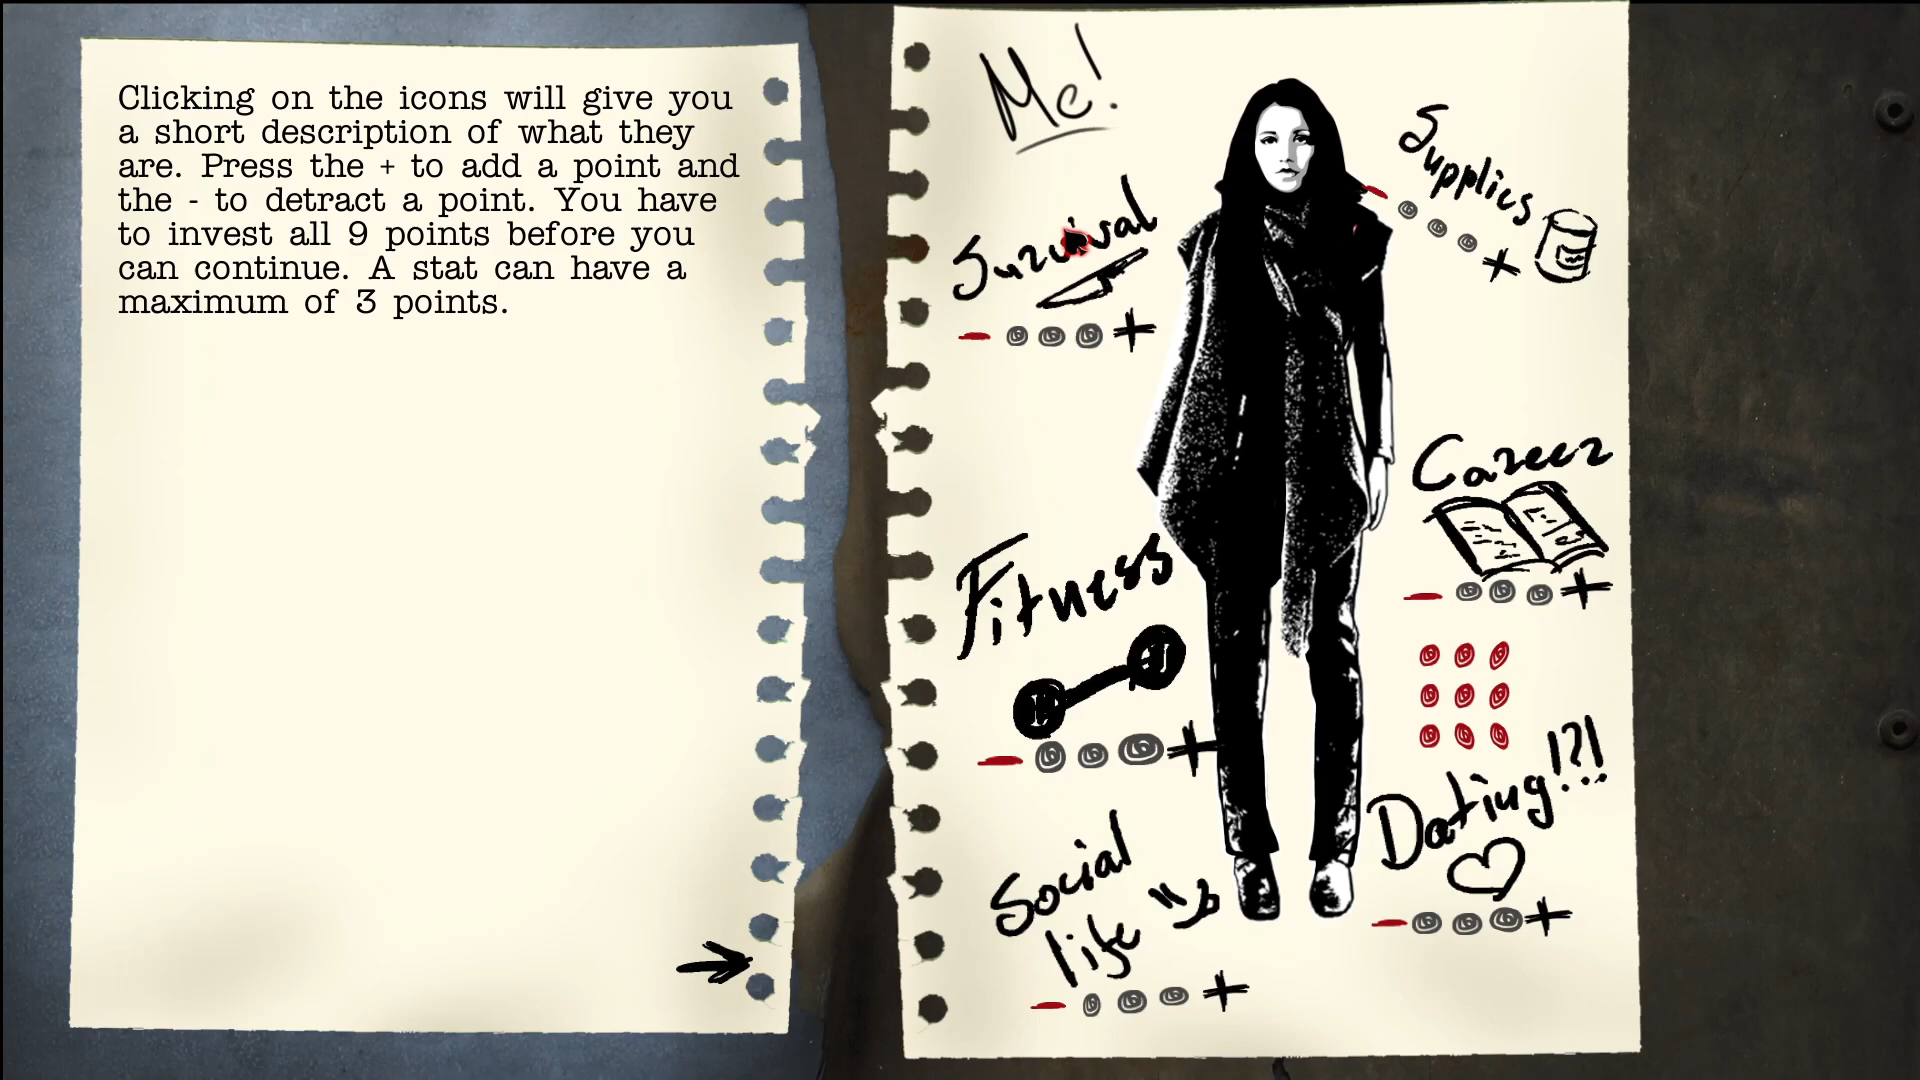 Clicking on the icons will give you
a short description of what they
are. Press the + to add a point and
the - to detract a point. You have
to invest all 9 points before you
can continue. A stat can have a
maximum of 3 points.
Me!
Supplies
Survival
Career
Fitness
Dating!?!
Social
life